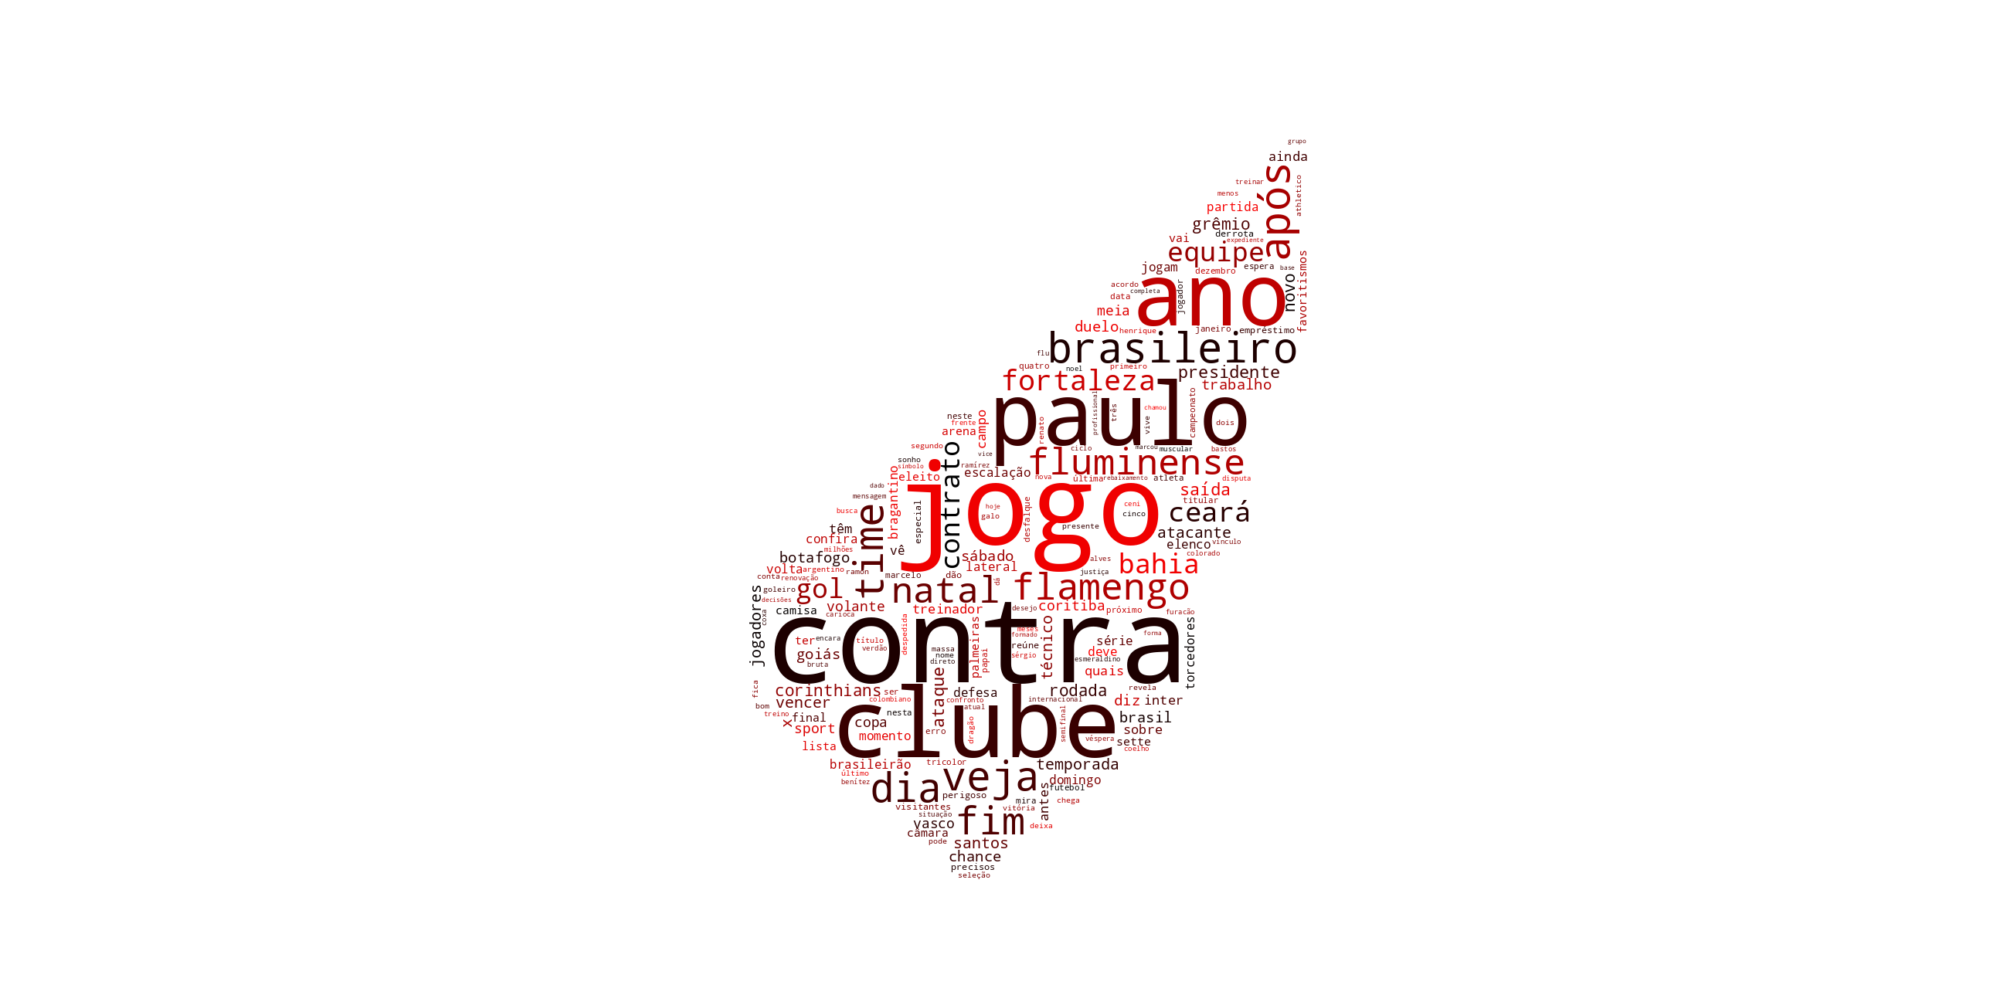 grupo
ainda
treinar
menos
após
athletico
partida
grêmio
derrota
vai
expediente
equipe
jogam
dezembro
espera
base
acordo
completa
ano
jogador
novo
favoritismos
data
meia
duelo
henrique
janeiro
empréstimo
brasileiro
flu
quatro
noel
primeiro
presidente
fortaleza
trabalho
paulo
profissional
três
chamou
vive
campeonato
dois
neste
frente
arena
campo
renato
segundo
vice
ciclo
marcou
muscular
bastos
sonho
símbolo
eleito
contrato
ramírez
escalação
fluminense
nova
última
rebaixamento
atleta
disputa
dado
mensagem
busca
bragantino
especial
jogo
hoje
galo
desfalque
ceni
cinco
presente
saída
titular
ceará
têm
time
confira
milhões
vê
atacante
elenco
vínculo
colorado
botafogo
sábado
lateral
alves
bahia
volta
argentino
ramón
marcelo
dão
dá
justiça
conta
renovação
goleiro
gol
natal
flamengo
decisões
jogadores
coxa
camisa
volante
carioca
treinador
desejo
coritiba
próximo
furacão
contra
ter
encara
título
verdão
despedida
palmeiras
papai
meses
formado
reúne
sérgio
técnico
série
forma
deve
esmeraldino
torcedores
goiás
bruta
massa
nome
direto
quais
fica
corinthians
ser
colombiano
ataque
defesa
confronto
rodada
internacional
revela
diz
inter
bom
vencer
treino
x
final
nesta
clube
atual
dragão
semifinal
brasil
sport
copa
momento
erro
véspera
sobre
sette
coelho
lista
brasileirão
tricolor
temporada
último
benítez
dia
veja
domingo
futebol
perigoso
mira
antes
chega
visitantes
situação
vitória
vasco
fim
câmara
deixa
pode
santos
chance
precisos
seleção